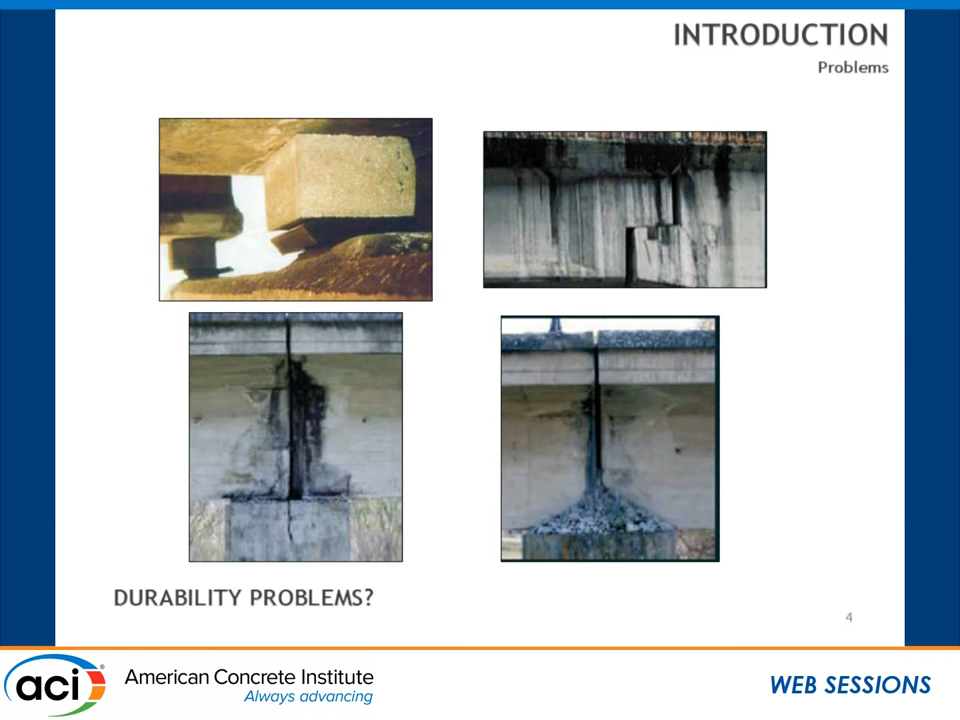 INTRODUCTION
Problems
DURABILITY PROBLEMS?
4
aci®
American Concrete Institute
Always advancing
WEB SESSIONS